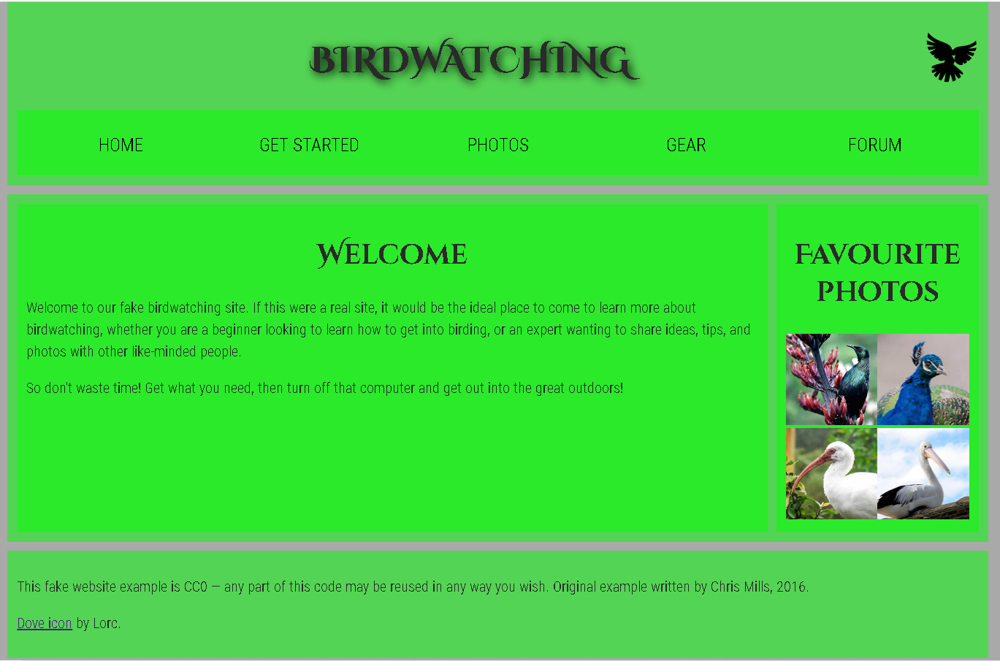 BIRDWATCHING
HOME
GET STARTED
PHOTOS
GEAR
FORUM
Welcome
Welcome to our fake birdwatching site. If this were a real site, it would be the ideal place to come to learn more about
birdwatching, whether you are a beginner looking to learn how to get into birding, or an expert wanting to share ideas, tips, and
photos with other like-minded people.
So don't waste time! Get what you need, then turn off that computer and get out into the great outdoors!
Favourite
photos
This fake website example is CC0 — any part of this code may be reused in any way you wish. Original example written by Chris Mills, 2016.
Dove icon by Lorc.